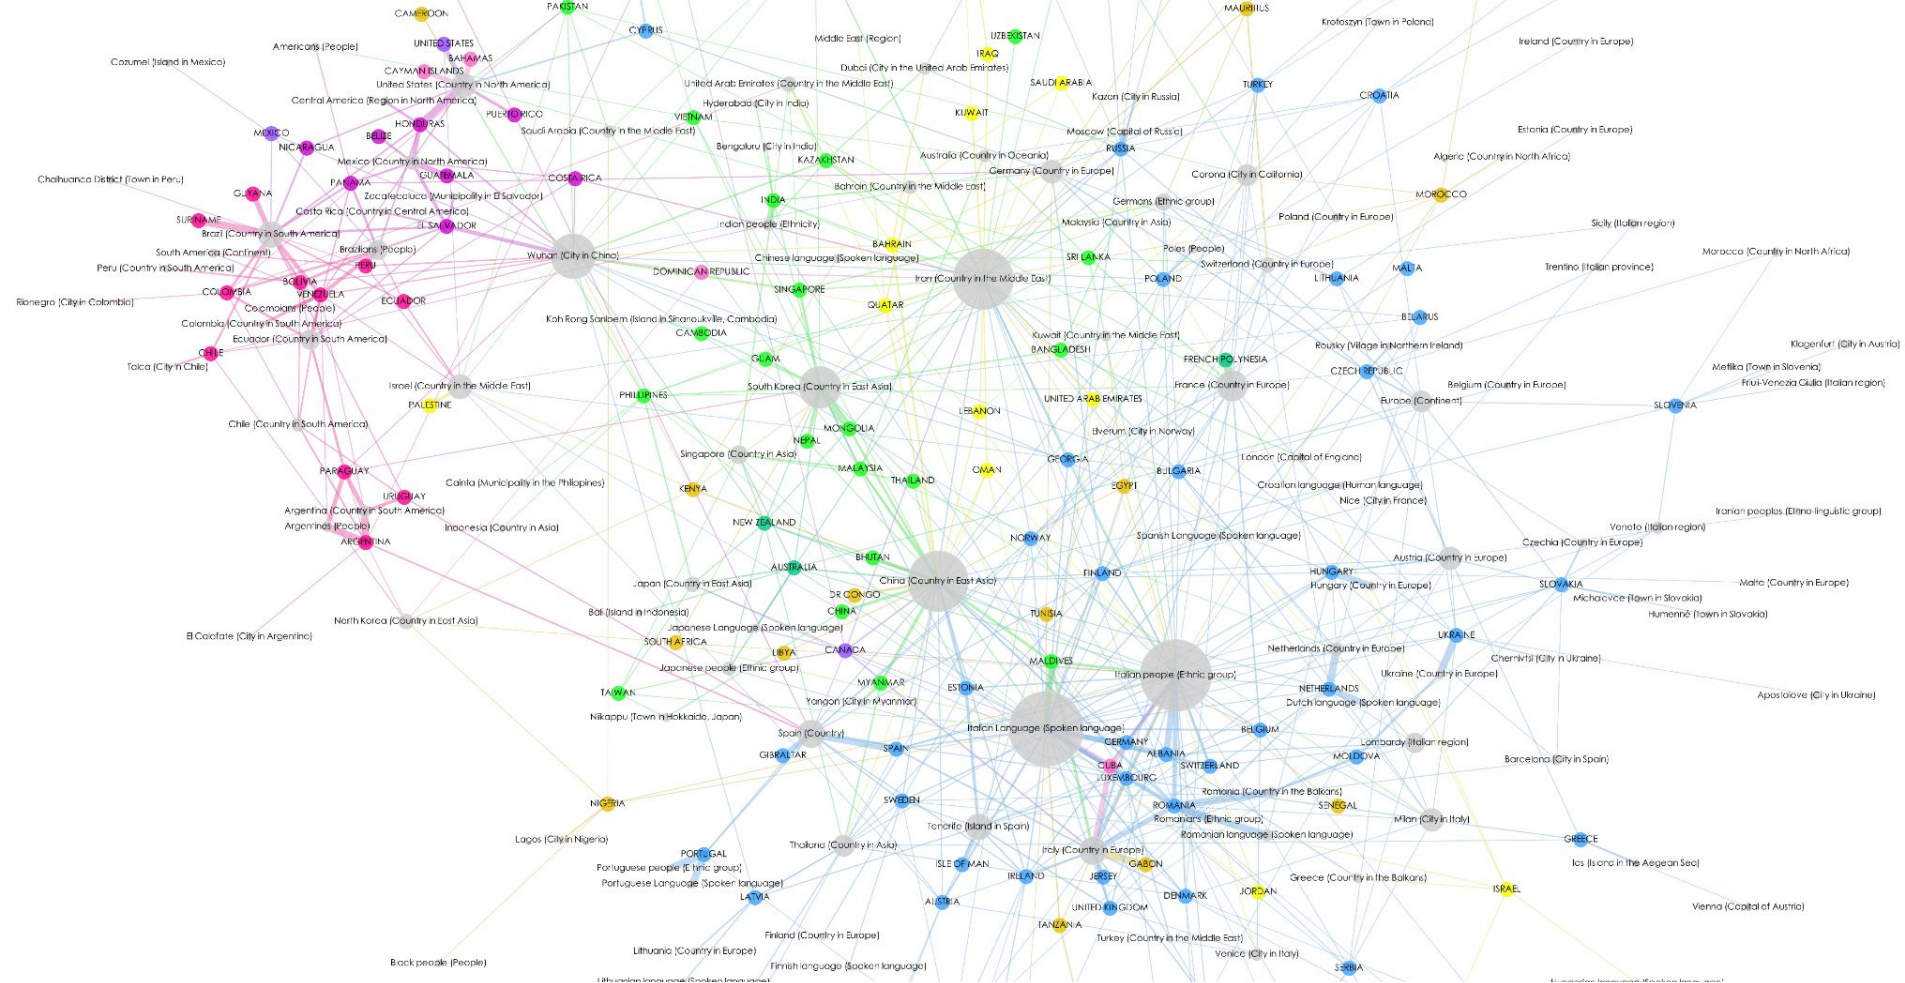 CAMEROON
PAKISTAN
MAURITIUS
Krotoszyn (Town in Poland)
UNITED STATES
CYPRUS
Middle East (Region)
UZBEKISTAN
Ireland (Country in Europe)
Americans (People)
BAHAMAS
IRAQ
Cozumel (Island in Mexico)
CAYMAN ISLANDS
Dubai (City in the United Arab Emirates)
United States (Country in North America)
United Arab Emirates (Country in the Middle East)
SAUDI ARABIA
TURKEY
Central America (Region in North America)
Hyderabad (City in India)
Kazan (City in Russia)
CROATIA
PUERTO RICO
VIETNAM
KUWAIT
HONDURAS
Saudi Arabia (Country in the Middle East)
Moscow (Capital of Russia)
Estonia (Country in Europe)
MEXICO
BELIZE
NICARAGUA
Bengaluru (City in India)
RUSSIA
Mexico (Country in North America)
KAZAKHSTAN
Australia (Country in Oceania)
Algeria (Country in North Africa)
Chalhuanca District (Town in Peru)
PANAMA
GUATEMALA
COSTA RICA
Germany (Country in Europe)
Corona (City in California)
GUYANA
Zacatecoluca (Municipality in El Salvador)
Bahrain (Country in the Middle East)
MOROCCO
INDIA
Germans (Ethnic group)
SURINAME
Costa Rica (Country in Central America)
EL SALVADOR
Indian people (Ethnicity)
Malaysia (Country in Asia)
Poland (Country in Europe)
Sicily (Italian region)
Brazil (Country in South America)
South America (Continent)
Brazilians (People)
Wuhan (City in China)
BAHRAIN
Chinese language (Spoken language)
SRI LANKA
Poles (People)
Morocco (Country in North Africa)
Peru (Country in South America)
PERU
DOMINICAN REPUBLIC
Iran (Country in the Middle East)
POLAND
Switzerland (Country in Europe)
LITHUANIA
MALTA
Trentino (Italian province)
BOLIVIA
COLOMBIA
VENEZUELA
Rionegro (City in Colombia)
ECUADOR
SINGAPORE
QUATAR
Colombians (People)
Colombia (Country in South America)
Koh Rong Sanloem (Island in Sihanoukville, Cambodia)
BELARUS
Ecuador (Country in South America)
CAMBODIA
Kuwait (Country in the Middle East)
BANGLADESH
Rousky (Village in Northern Ireland)
Klagenfurt (City in Austria)
CHILE
Talca (City in Chile)
GUAM
FRENCH POLYNESIA
CZECH REPUBLIC
Metlika (Town in Slovenia)
Israel (Country in the Middle East)
South Korea (Country in East Asia)
France (Country in Europe)
Belgium (Country in Europe)
Friuli-Venezia Giulia (Italian region)
PALESTINE
PHILLIPINES
LEBANON
UNITED ARAB EMIRATES
Europe (Continent)
SLOVENIA
Chile (Country in South America)
MONGOLIA
NEPAL
Elverum (City in Norway)
Singapore (Country in Asia)
MALAYSIA
GEORGIA
BULGARIA
London (Capital of England)
PARAGUAY
Cainta (Municipality in the Philippines)
KENYA
THAILAND
OMAN
EGYPT
Croatian language (Human language)
URUGUAY
Nice (City in France)
Argentina (Country in South America)
Iranian peoples (Ethno-linguistic group)
Argentines (People)
Indonesia (Country in Asia)
NEW ZEALAND
Veneto (Italian region)
ARGENTINA
NORWAY
Spanish Language (Spoken language)
Czechia (Country in Europe)
BHUTAN
AUSTRALIA
Austria (Country in Europe)
Japan (Country in East Asia)
China (Country in East Asia)
FINLAND
HUNGARY
Hungary (Country in Europe)
SLOVAKIA
Malta (Country in Europe)
DR CONGO
Michalovce (Town in Slovakia)
Bali (Island in Indonesia)
CHINA
TUNISIA
Humenné (Town in Slovakia)
North Korea (Country in East Asia)
Japanese Language (Spoken language)
El Calafate (City in Argentina)
SOUTH AFRICA
LIBYA
CANADA
UKRAINE
Netherlands (Country in Europe)
Chernivtsi (City in Ukraine)
Japanese people (Ethnic group)
MALDIVES
Italian people (Ethnic group)
Ukraine (Country in Europe)
TAIWAN
MYANMAR
ESTONIA
NETHERLANDS
Apostolove (City in Ukraine)
Yangon (City in Myanmar)
Dutch language (Spoken language)
Niikappu (Town in Hokkaido, Japan)
Spain (Country)
Italian Language (Spoken language)
BELGIUM
GIBRALTAR
SPAIN
GERMANY
ALBANIA
Lombardy (Italian region)
MOLDOVA
CUBA
SWITZERLAND
Barcelona (City in Spain)
LUXEMBOURG
NIGERIA
SWEDEN
Romania (Country in the Balkans)
ROMANIA
SENEGAL
Romanians (Ethnic group)
Milan (City in Italy)
Tenerife (Island in Spain)
Romanian language (Spoken language)
Lagos (City in Nigeria)
Thailand (Country in Asia)
Italy (Country in Europe)
GREECE
PORTUGAL
Portuguese people (Ethnic group)
ISLE OF MAN
GABON
Ios (Island in the Aegean Sea)
Portuguese Language (Spoken language)
IRELAND
JERSEY
Greece (Country in the Balkans)
LATVIA
AUSTRIA
DENMARK
JORDAN
ISRAEL
UNITED KINGDOM
Vienna (Capital of Austria)
TANZANIA
Finland (Country in Europe)
Turkey (Country in the Middle East)
Lithuania (Country in Europe)
Venice (City in Italy)
Black people (People)
Finnish language (Spoken language)
SERBIA
Lithuanian language (Spoken language)
Hungarian language (Spoken language)